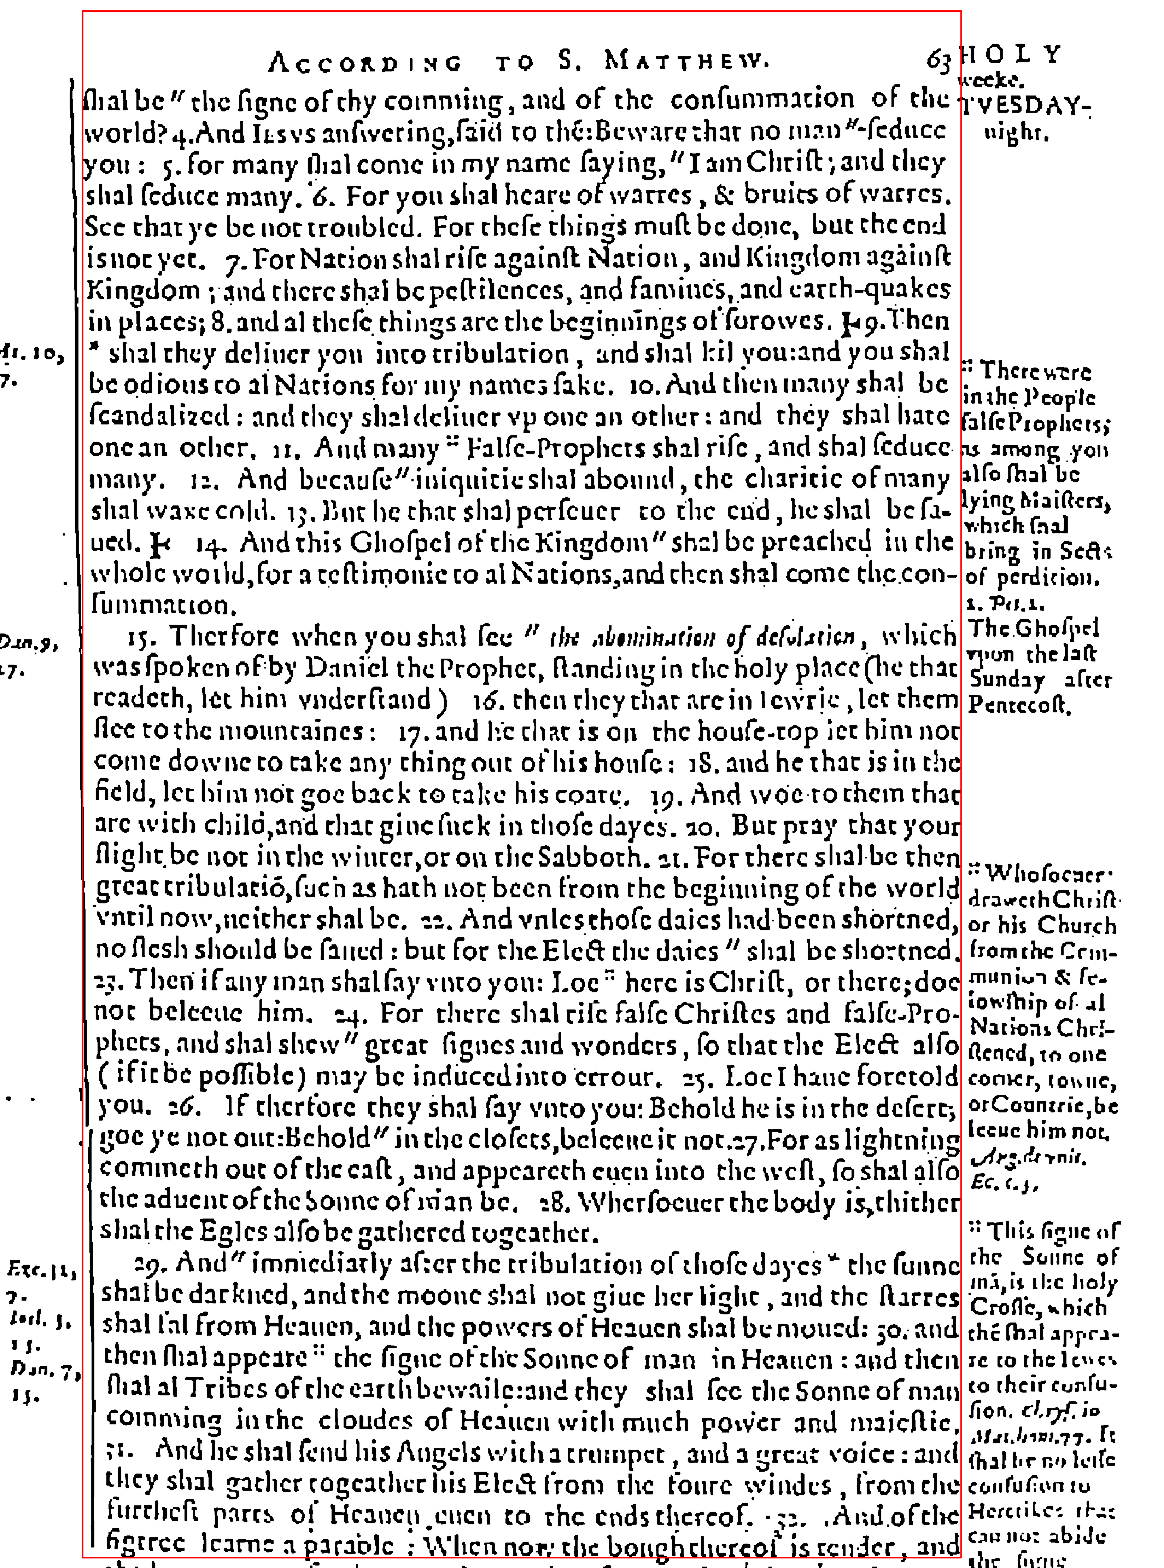 ACCORDING TO S. MATTHEW. 63
ſhal be " the ſigne of thy comming, and of the conſummation of the
world? 4. And IESVS anſwering, ſaid to thē: Beware that no man "-ſeduce
you: 5. for many ſhal come in my name ſaying, " I am Chriſt; and they
shal ſeduce many. 6. For you shal heare of warres, & bruits of warres.
See that ye be not troubled. For theſe things muſt be done, but the end
is not yet. 7. For Nation shal riſe againſt Nation, and Kingdom againſt
Kingdom; and there shal be peſtilences, and famines, and earth-quakes
in places; 8. and al theſe things are the beginnings of ſorowes. 9. Then
* shal they deliuer you into tribulation, and shal kil you: and you shal
be odious to al Nations for my names ſake. 10. And then many shal be
ſcandalized: and they shal deliuer vp one an other: and they shal hate
one an other. 11. And many :: Falſe-Prophets shal riſe, and shal ſeduce
many. 12. And becauſe " iniquitie shal abound, the charitie of many
shal waxe cold. 13. But he that shal perſeuer to the end, he shal be ſa-
ued. 14. And this Ghoſpel of the Kingdom " shal be preached in the
whole world, for a teſtimonie to al Nations, and then shal come the con-
ſummation.
15. Therfore when you shal ſee " the abomination of deſolation, which
was ſpoken of by Daniel the Prophet, ſtanding in the holy place (he that
readeth, let him vnderſtand) 16. then they that are in Iewrie, let them
flee to the mountaines: 17. and he that is on the houſe-top let him not
come downe to take any thing out of his houſe: 18. and he that is in the
field, let him not goe back to take his coate. 19. And woe to them that
are with child, and that giue ſuck in thoſe dayes. 20. But pray that your
flight be not in the winter, or on the Sabboth. 21. For there shal be then
great tribulatiō, ſuch as hath not been from the beginning of the world
vntil now, neither shal be. 22. And vnles thoſe daies had been shortned,
no flesh should be ſaued: but for the Elect the daies " shal be shortned.
23. Then if any man shal ſay vnto you: Loe :: here is Chriſt, or there; doe
not beleeue him. 24. For there shal riſe falſe Chriſtes and falſe-Pro-
phets, and shal shew " great ſignes and wonders, ſo that the Elect alſo
(if it be poſſible) may be induced into errour. 25. Loe I haue foretold
you. 26. If therfore they shal ſay vnto you: Behold he is in the deſert;
goe ye not out: Behold " in the cloſets, beleeue it not. 27. For as lightning
commeth out of the eaſt, and appeareth euen into the weſt, ſo shal alſo
the aduent of the Sonne of man be. 28. Wherſoeuer the body is, thither
shal the Egles alſo be gathered togeather.
29. And " immediatly after the tribulation of thoſe dayes * the ſunne
shal be darkned, and the moone shal not giue her light, and the ſtarres
shal fal from Heauen, and the powers of Heauen shal be moued: 30. and
then ſhal appeare :: the ſigne of the Sonne of man in Heauen: and then
ſhal al Tribes of the earth bewaile: and they shal ſee the Sonne of man
comming in the cloudes of Heauen with much power and maieſtie.
31. And he shal ſend his Angels with a trumpet, and a great voice: and
they shal gather togeather his Elect from the foure windes, from the
furtheſt parts of Heauen euen to the ends thereof. 32. And of the
figtree learne a parable: When now the bough thereof is tender, and
HOLY
weeke.
TVESDAY-
night.
:: There were
in the People
falſe Prophets;
as among you
alſo ſhal be
lying Maiſters,
which ſhal
bring in Sects
of perdition.
1. Pet. 2.
The Ghoſpel
vpon the laſt
Sunday after
Pentecoſt.
:: Whoſoeuer
draweth Chriſt
or his Church
from the Com-
munion & fe-
lowſhip of al
Nations Chri-
ſtened, to one
corner, towne,
or Countrie, be
leeue him not.
Aug. de vnit.
Ec. c. 3.
:: This ſigne of
the Sonne of
mā, is the holy
Croſſe, which
thē ſhal appea-
re to the Iewes
to their confu-
ſion. Chryſ. in
77. It
ſhal be no leſſe
confuſion to
Heretikes that
can not abide
the ſigne
10,
7.
Dan. 9,
27.
7.
Ioel. 3.
15.
Dan. 7,
13.